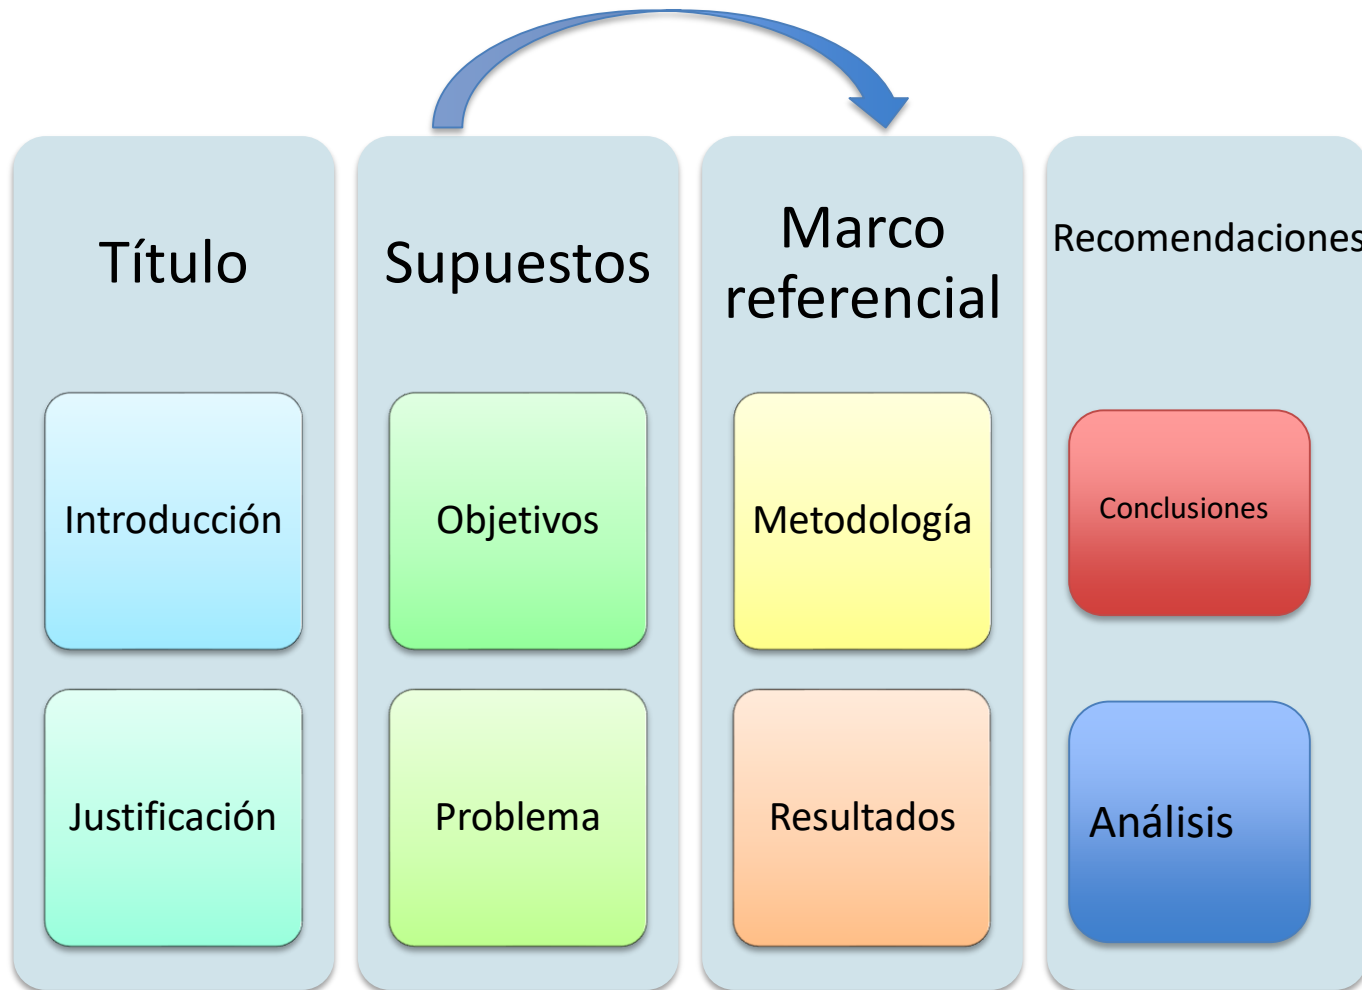 Título
Introducción
Justificación
Supuestos
Objetivos
Problema
Marco
referencial
Metodología
Resultados
Recomendaciones
Conclusiones
Análisis